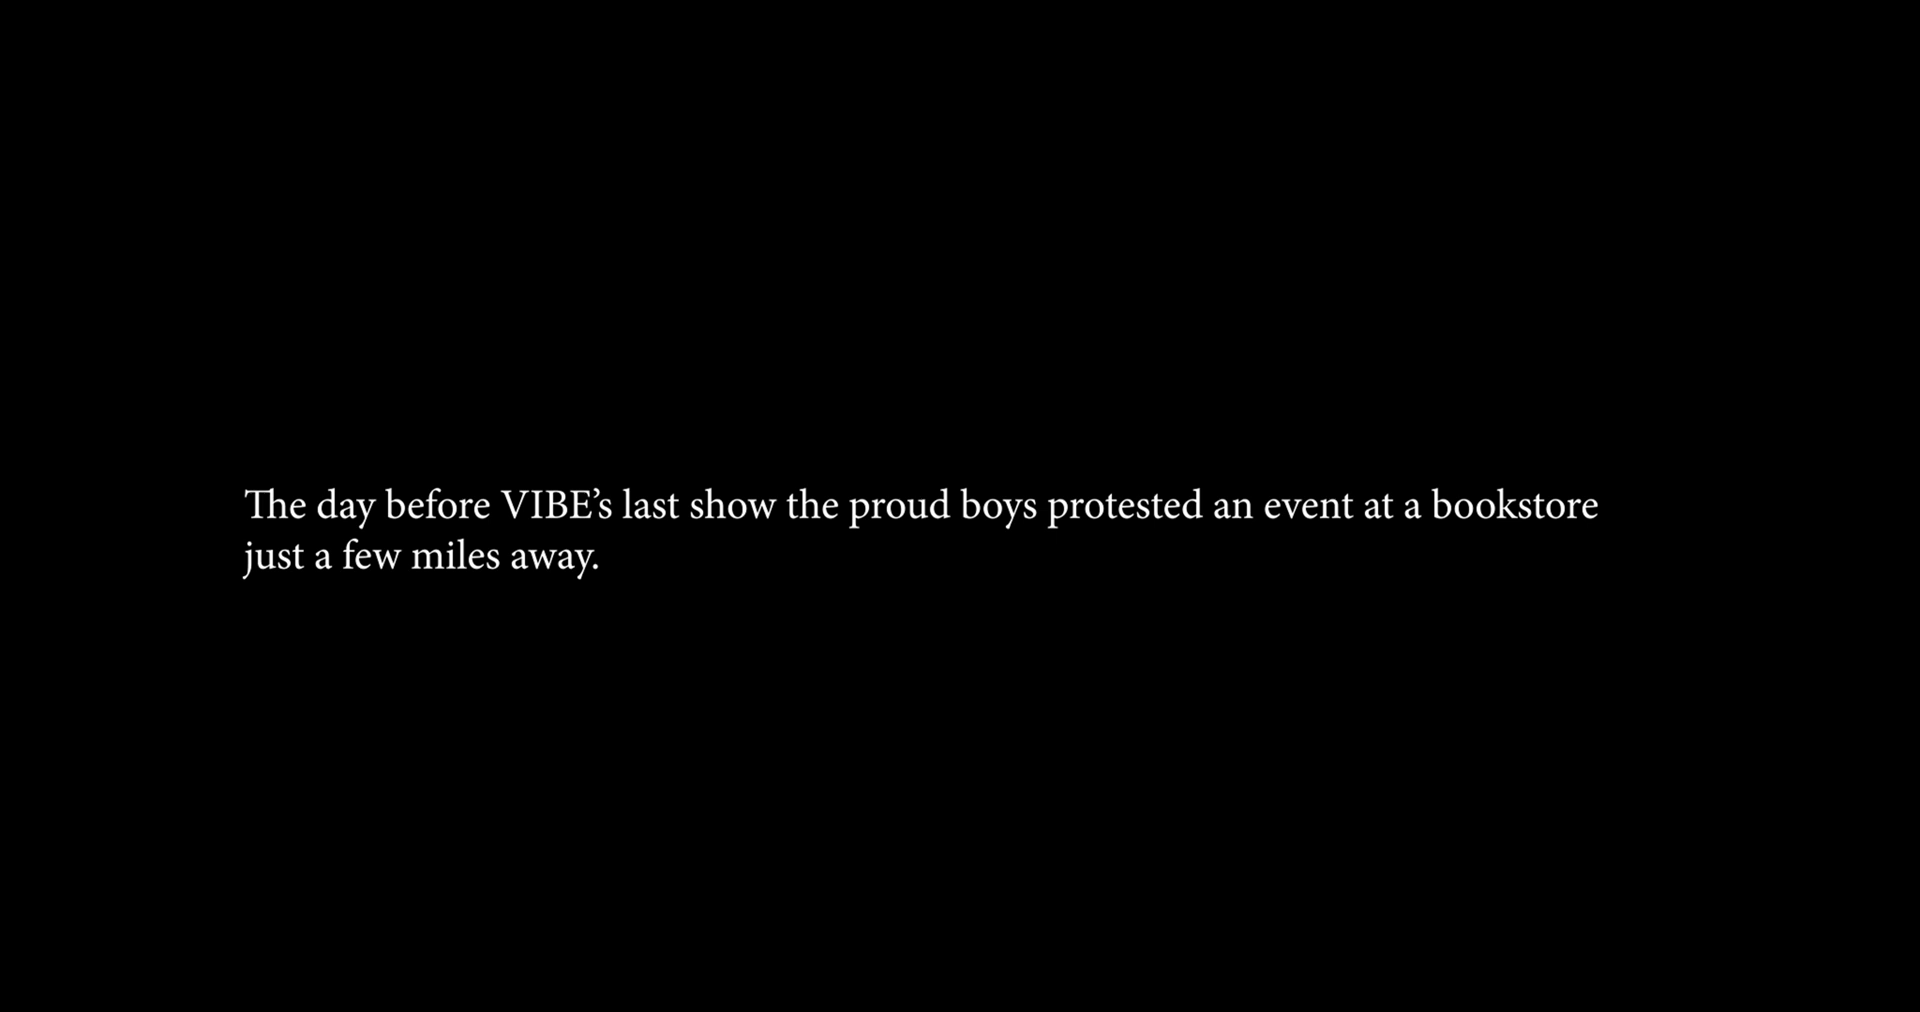 The day before VIBE’s last show the proud boys protested an event at a bookstore
just a few miles away.